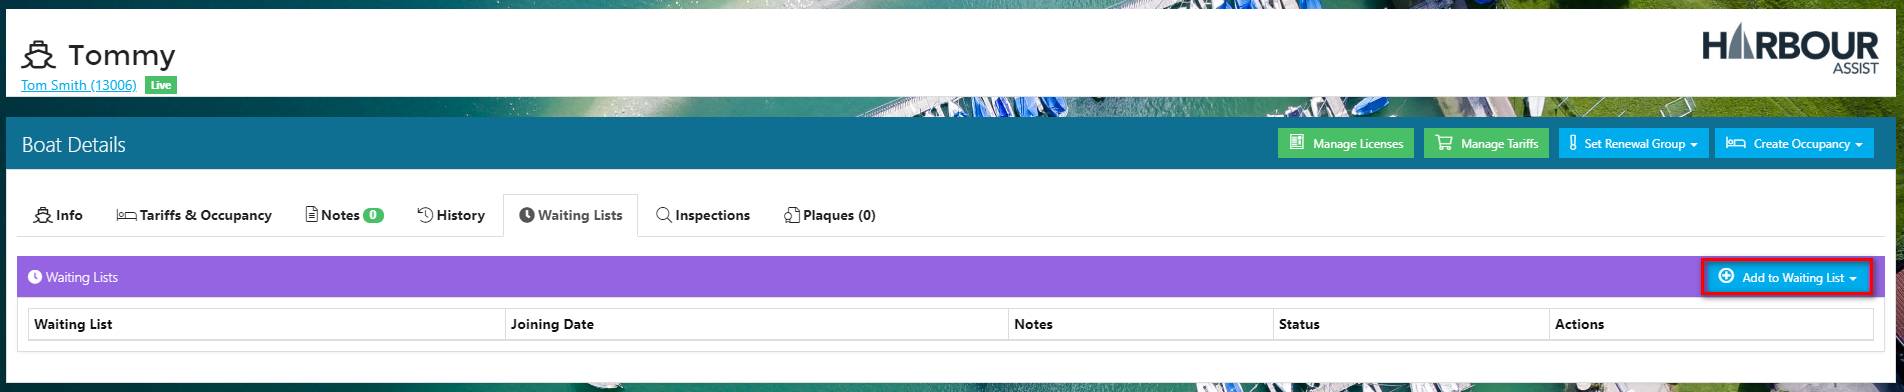 Tommy
Tom Smith (13006) Live
HARBOUR
ASSIST
Boat Details
Manage Licenses
Manage Tariffs
Set Renewal Group
Create Occupancy
Info
Tariffs & Occupancy
Notes 0
History
Waiting Lists
Inspections
Plaques (0)
Waiting Lists
Add to Waiting List
Waiting List
Joining Date
Notes
Status
Actions